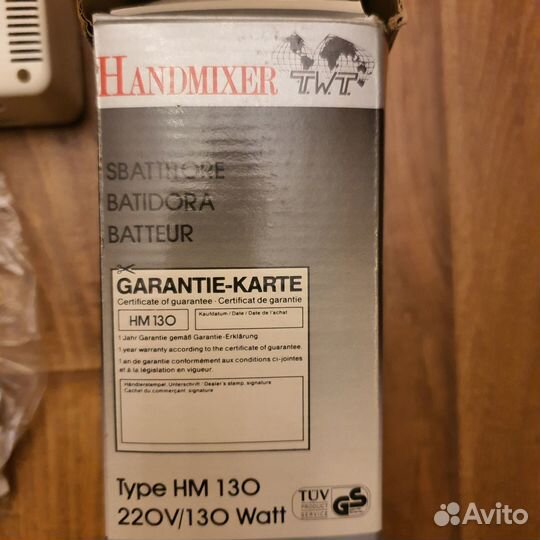 HANDMIXER T.W.T.
SBATTITORE
BATIDORA
BATTEUR
GARANTIE-KARTE
Certificate of guarantee · Certificat de garantie
HM 130
Kaufdatum / Date / Date de l'achat
1 Jahr Garantie gemäß Garantie-Erklärung
1 year warranty according to the certificate of guarantee.
1 an de garantie conformément aux conditions ci-jointes
et à la législation en vigueur.
Händlerstempel, Unterschrift / Dealer's stamp, signature
Cachet du commerçant, signature
Type HM 130
220V/130 Watt
TÜV
PRODUCT
SERVICE
GS
Avito